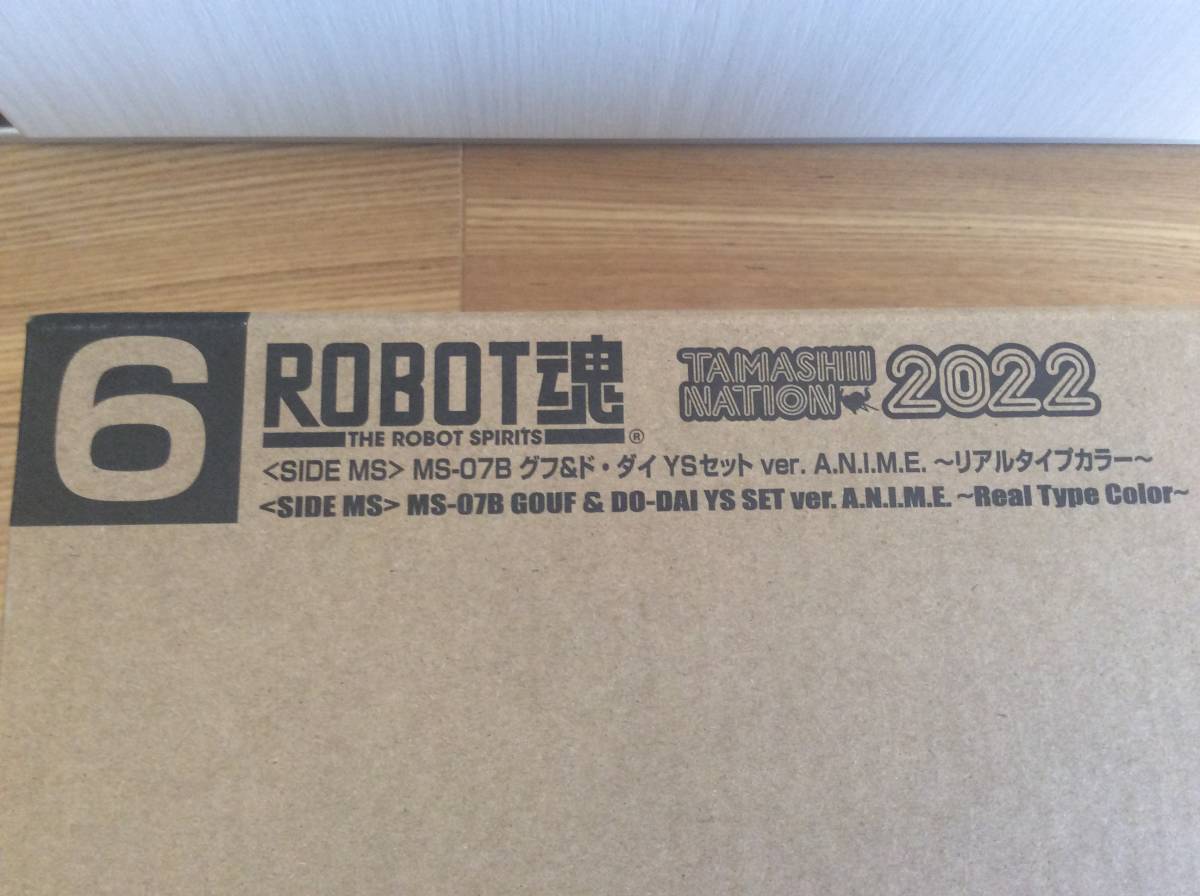 6
ROBOT魂
THE ROBOT SPIRITS ®
TAMASHII
NATION 2022
<SIDE MS> MS-07B グフ&ド・ダイ YSセット ver. A.N.I.M.E. ～リアルタイプカラー～
<SIDE MS> MS-07B GOUF & DO-DAI YS SET ver. A.N.I.M.E. ~Real Type Color~